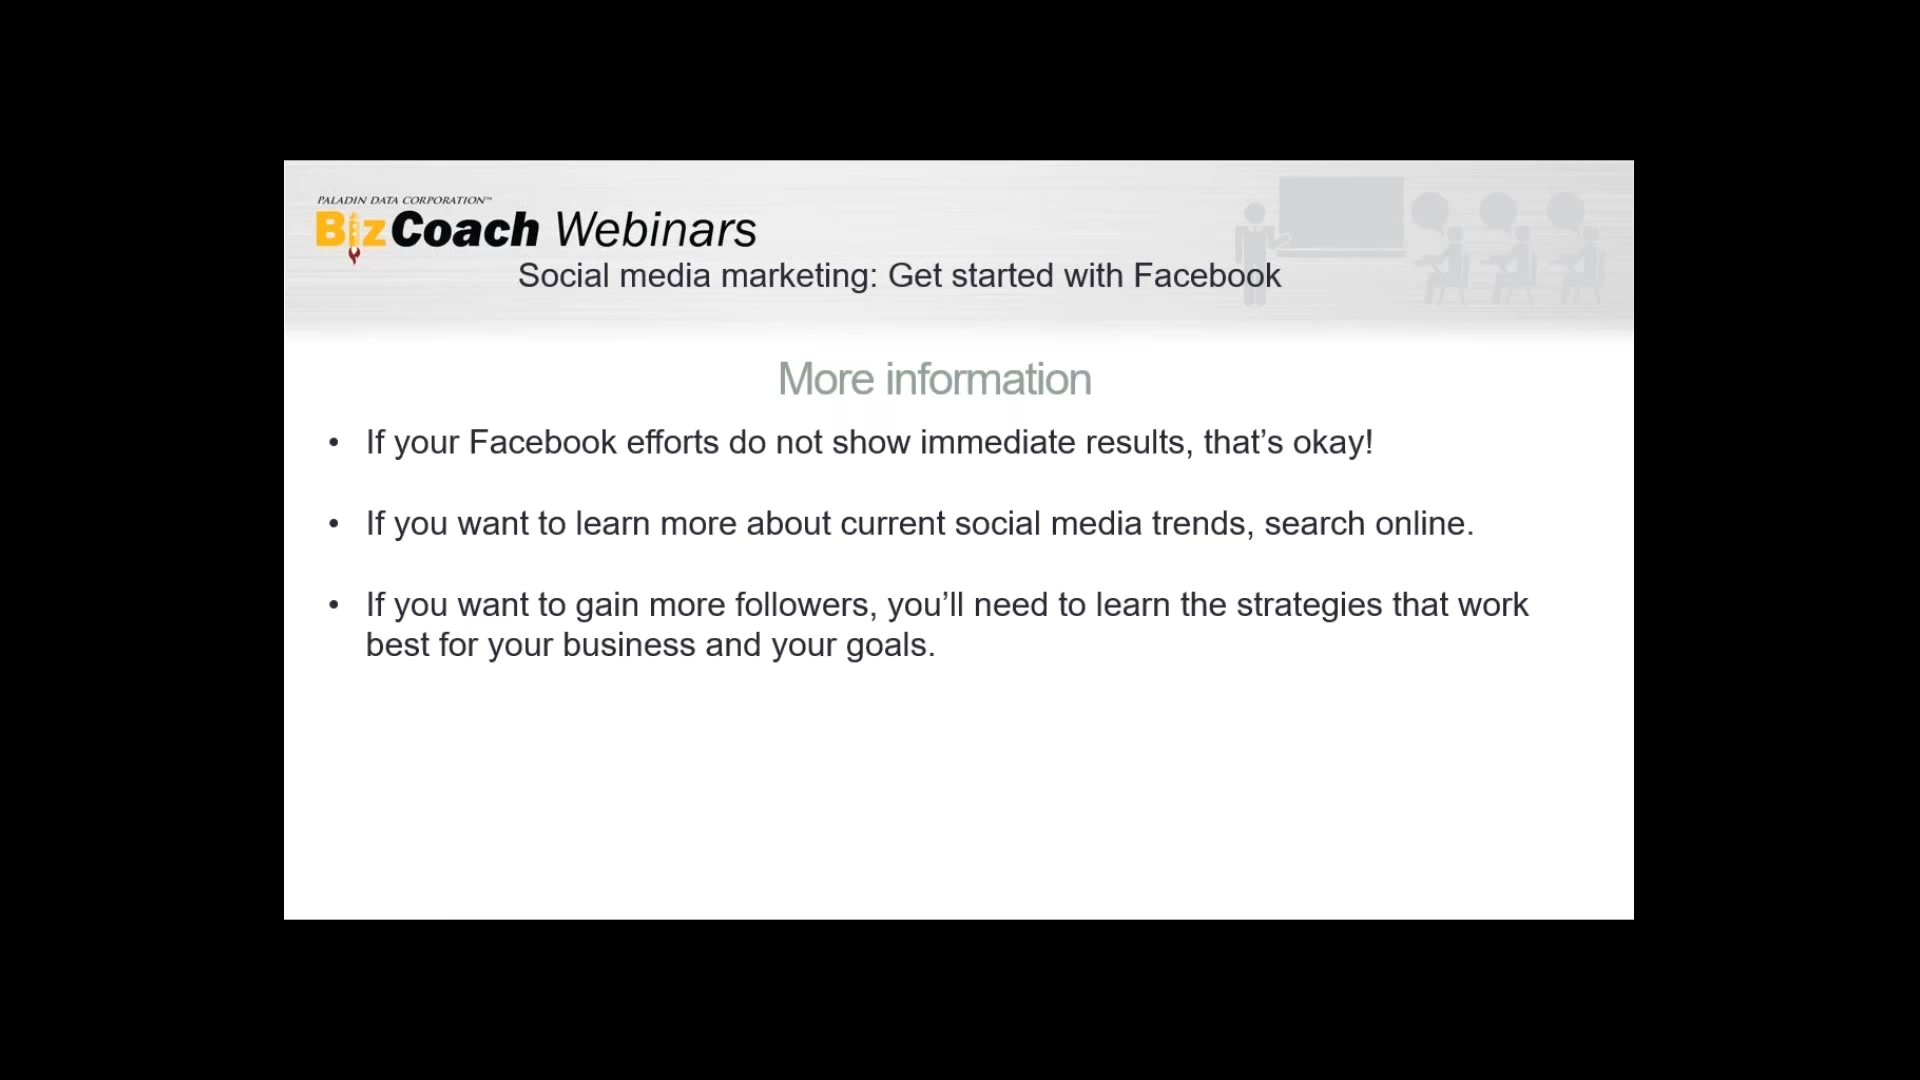 PALADIN DATA CORPORATION™
BizCoach Webinars
Social media marketing: Get started with Facebook
More information
• If your Facebook efforts do not show immediate results, that’s okay!
• If you want to learn more about current social media trends, search online.
• If you want to gain more followers, you’ll need to learn the strategies that work
best for your business and your goals.